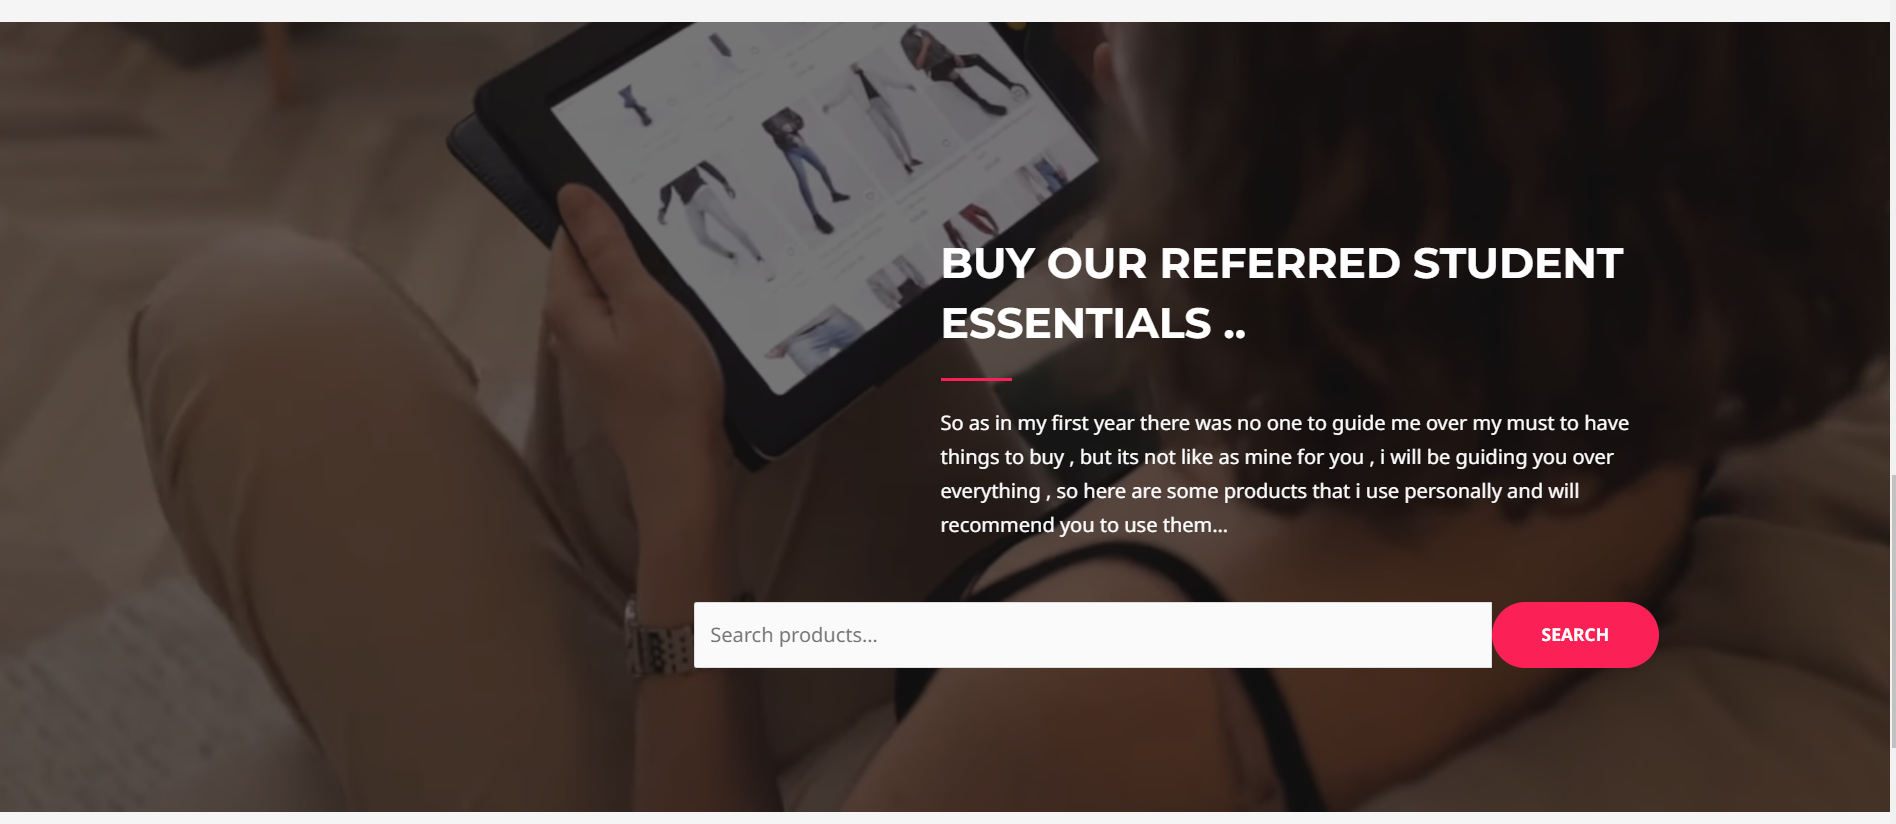 BUY OUR REFERRED STUDENT
ESSENTIALS ..
So as in my first year there was no one to guide me over my must to have
things to buy , but its not like as mine for you , i will be guiding you over
everything , so here are some products that i use personally and will
recommend you to use them...
Search products...
SEARCH